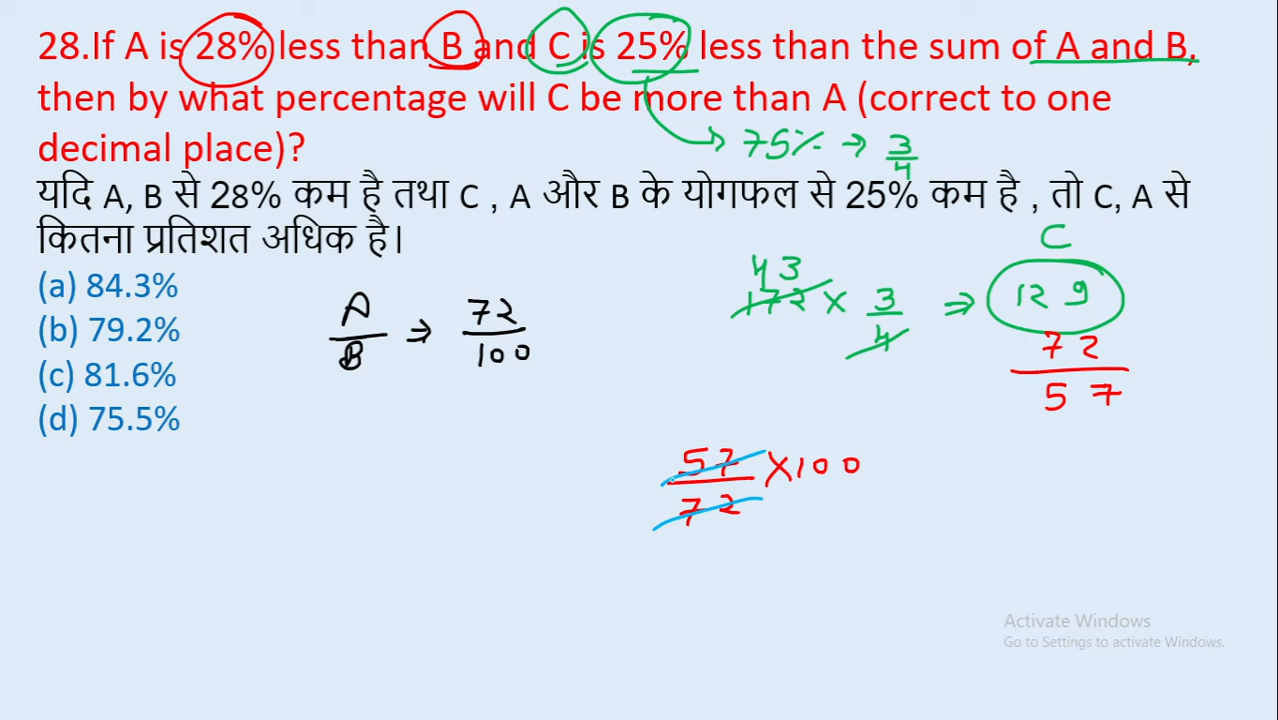 28.If A is 28% less than B and C is 25% less than the sum of A and B,
then by what percentage will C be more than A (correct to one
decimal place)?
75% → 3/4
यदि A, B से 28% कम है तथा C , A और B के योगफल से 25% कम है , तो C, A से
कितना प्रतिशत अधिक है।
(a) 84.3%
(b) 79.2%
(c) 81.6%
(d) 75.5%
A/B ⇒ 72/100
43
172 × 3/4 ⇒ 129
C
72
57
57/72 ×100
Activate Windows
Go to Settings to activate Windows.